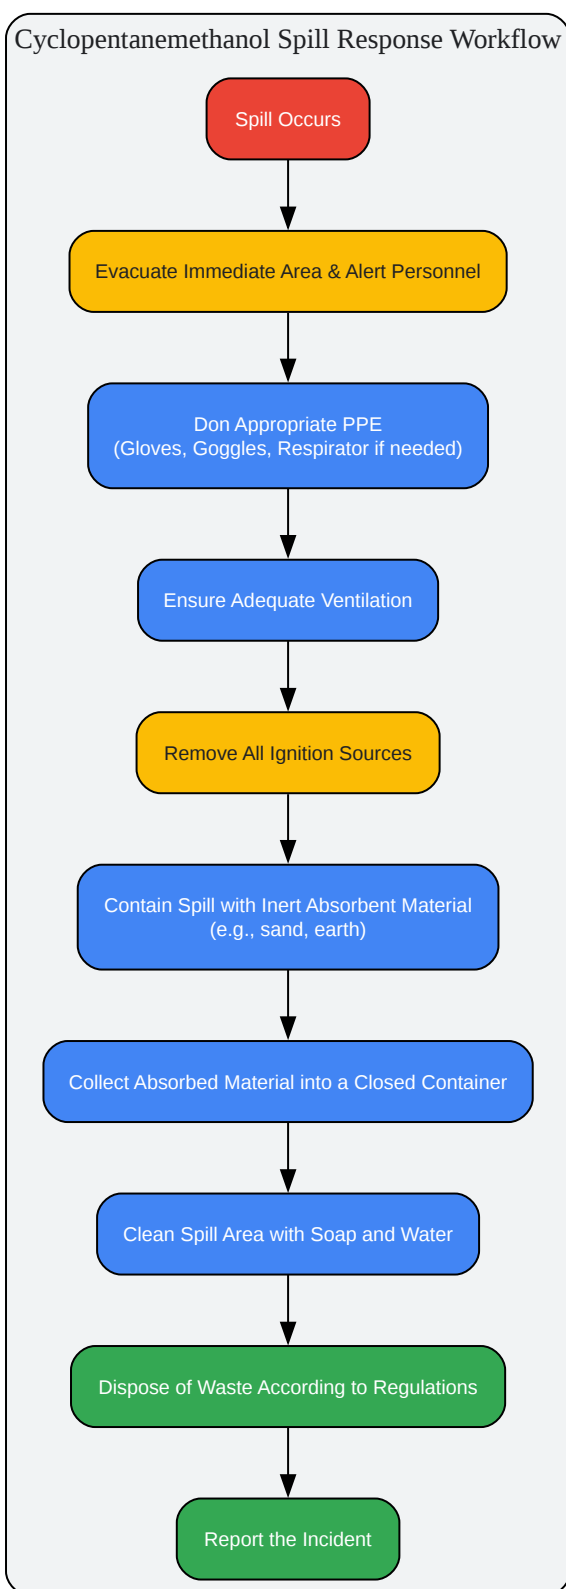 Cyclopentanemethanol Spill Response Workflow
Spill Occurs
Evacuate Immediate Area & Alert Personnel
Don Appropriate PPE
(Gloves, Goggles, Respirator if needed)
Ensure Adequate Ventilation
Remove All Ignition Sources
Contain Spill with Inert Absorbent Material
(e.g., sand, earth)
Collect Absorbed Material into a Closed Container
Clean Spill Area with Soap and Water
Dispose of Waste According to Regulations
Report the Incident